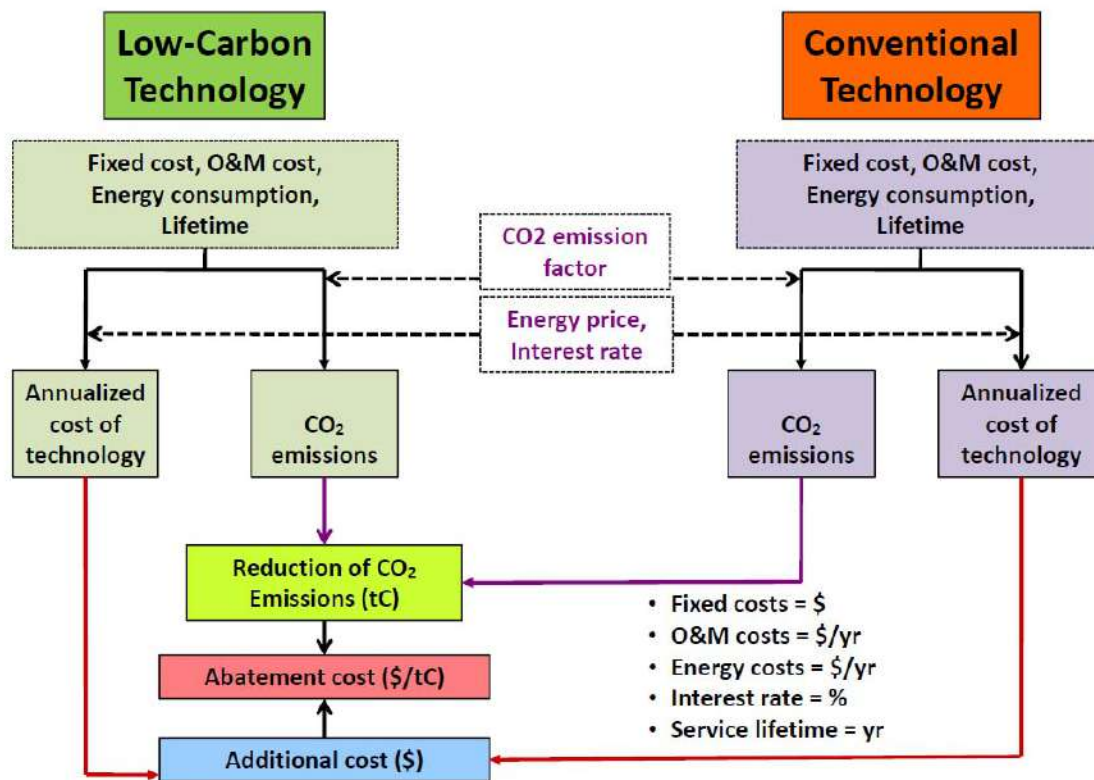 Low-Carbon
Technology
Conventional
Technology
Fixed cost, O&M cost,
Energy consumption,
Lifetime
Fixed cost, O&M cost,
Energy consumption,
Lifetime
CO2 emission
factor
Energy price,
Interest rate
Annualized
cost of
technology
CO₂
emissions
CO₂
emissions
Annualized
cost of
technology
Reduction of CO₂
Emissions (tC)
Abatement cost ($/tC)
Additional cost ($)
• Fixed costs = $
• O&M costs = $/yr
• Energy costs = $/yr
• Interest rate = %
• Service lifetime = yr